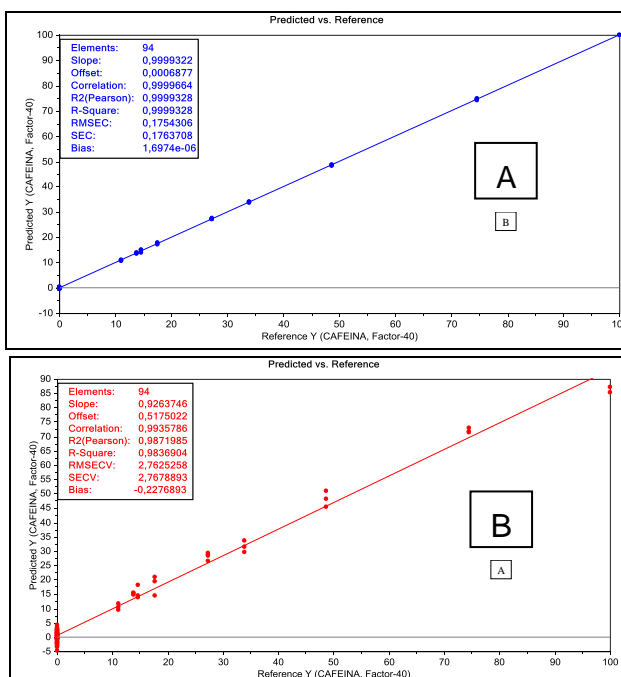 Predicted vs. Reference
Elements: 94
Slope: 0,9999322
Offset: 0,0006877
Correlation: 0,9999664
R2(Pearson): 0,9999328
R-Square: 0,9999328
RMSEC: 0,1754306
SEC: 0,1763708
Bias: 1,6974e-06
100
90
80
70
60
50
40
30
20
10
0
-10
Predicted Y (CAFEINA, Factor-40)
A
B
0 10 20 30 40 50 60 70 80 90 100
Reference Y (CAFEINA, Factor-40)
Predicted vs. Reference
Elements: 94
Slope: 0,9263746
Offset: 0,5175022
Correlation: 0,9935786
R2(Pearson): 0,9871985
R-Square: 0,9836904
RMSECV: 2,7625258
SECV: 2,7678893
Bias: -0,2276893
90
85
80
75
70
65
60
55
50
45
40
35
30
25
20
15
10
5
0
-5
Predicted Y (CAFEINA, Factor-40)
B
A
0 10 20 30 40 50 60 70 80 90 100
Reference Y (CAFEINA, Factor-40)